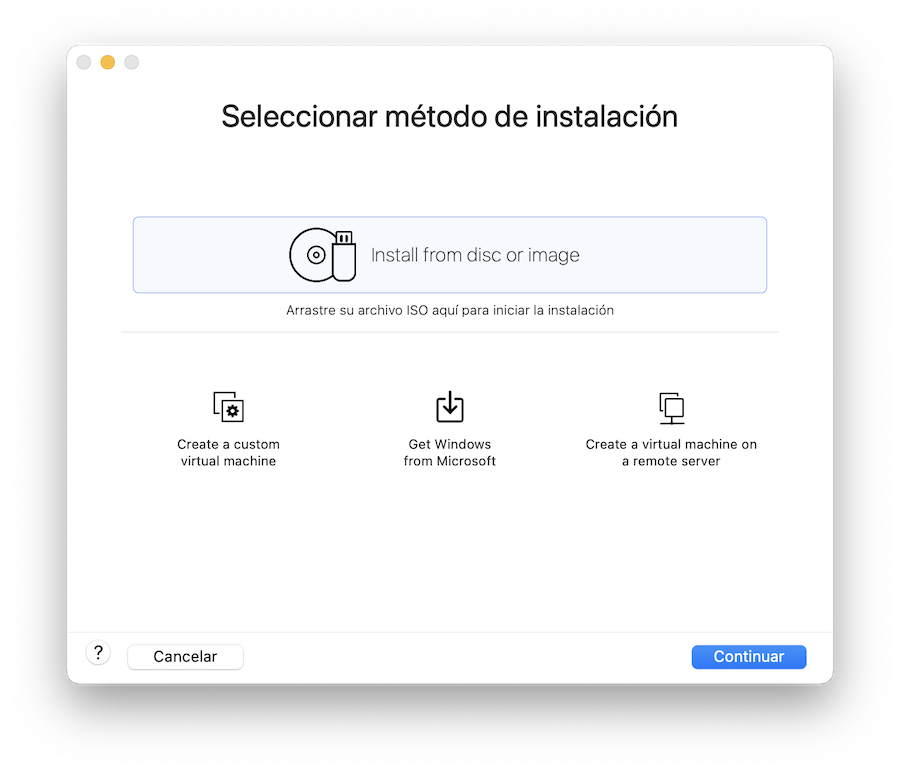 Seleccionar método de instalación
Install from disc or image
Arrastre su archivo ISO aquí para iniciar la instalación
Create a custom
virtual machine
Get Windows
from Microsoft
Create a virtual machine on
a remote server
?
Cancelar
Continuar